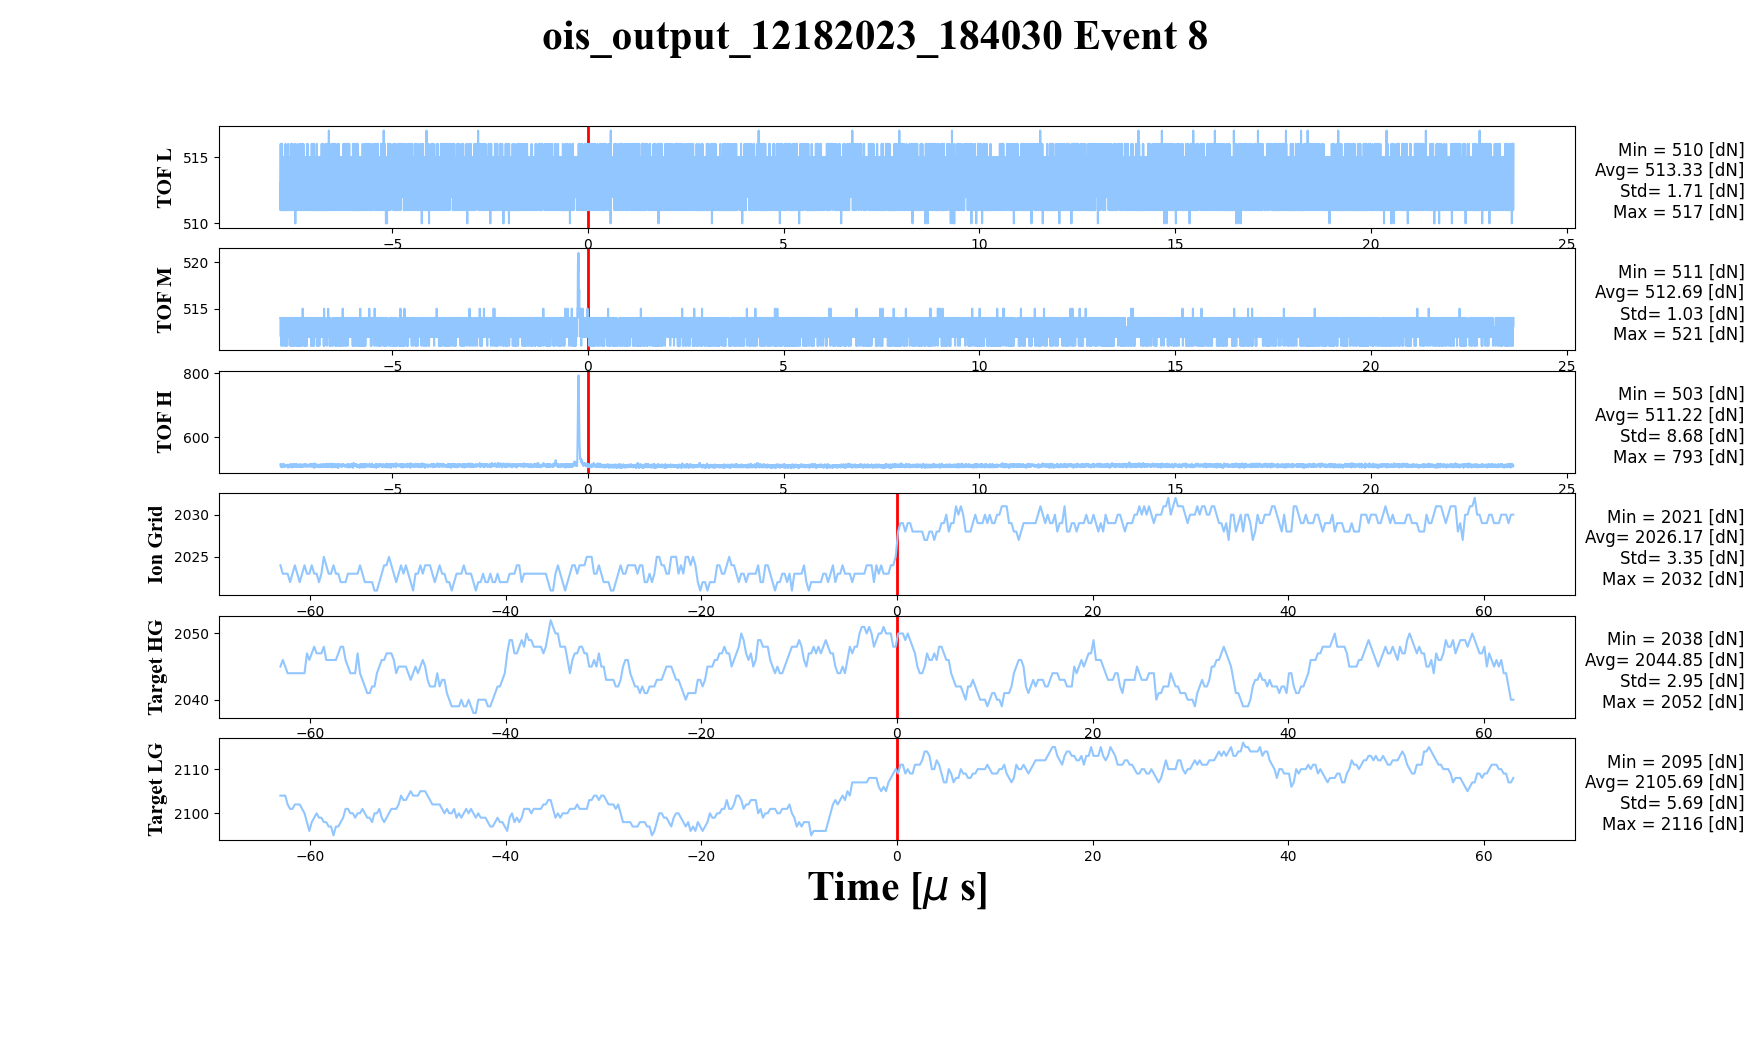 ois_output_12182023_184030 Event 8
TOF L
515
510
−5
0
5
10
15
20
25
Min = 510 [dN]
Avg= 513.33 [dN]
Std= 1.71 [dN]
Max = 517 [dN]
TOF M
520
515
−5
0
5
10
15
20
25
Min = 511 [dN]
Avg= 512.69 [dN]
Std= 1.03 [dN]
Max = 521 [dN]
TOF H
800
600
−5
0
5
10
15
20
25
Min = 503 [dN]
Avg= 511.22 [dN]
Std= 8.68 [dN]
Max = 793 [dN]
Ion Grid
2030
2025
−60
−40
−20
0
20
40
60
Min = 2021 [dN]
Avg= 2026.17 [dN]
Std= 3.35 [dN]
Max = 2032 [dN]
Target HG
2050
2040
−60
−40
−20
0
20
40
60
Min = 2038 [dN]
Avg= 2044.85 [dN]
Std= 2.95 [dN]
Max = 2052 [dN]
Target LG
2110
2100
−60
−40
−20
0
20
40
60
Min = 2095 [dN]
Avg= 2105.69 [dN]
Std= 5.69 [dN]
Max = 2116 [dN]
Time [μ s]